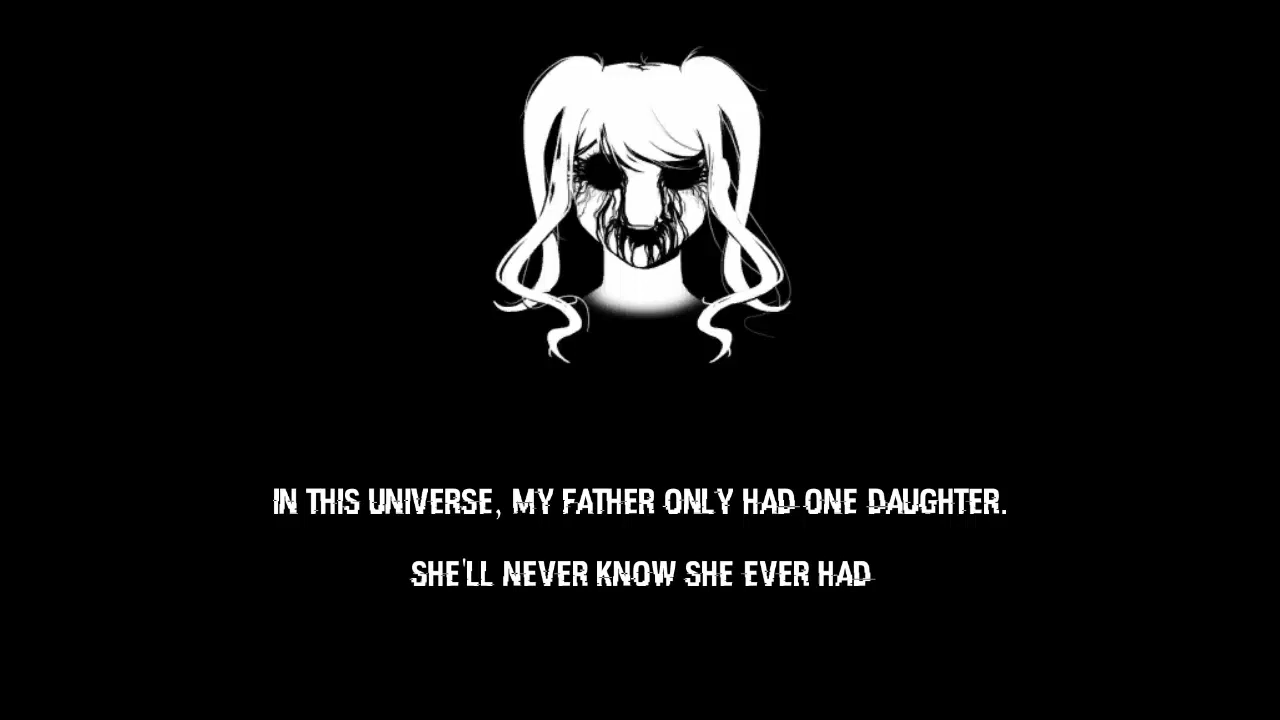 IN THIS UNIVERSE, MY FATHER ONLY HAD ONE DAUGHTER.
SHE'LL NEVER KNOW SHE EVER HAD